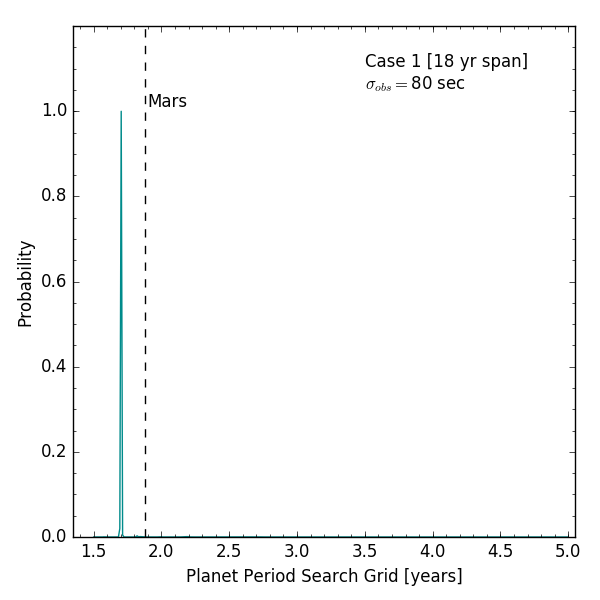 Case 1 [18 yr span]
σobs = 80 sec
Mars
1.0
0.8
0.6
0.4
0.2
0.0
Probability
1.5 2.0 2.5 3.0 3.5 4.0 4.5 5.0
Planet Period Search Grid [years]